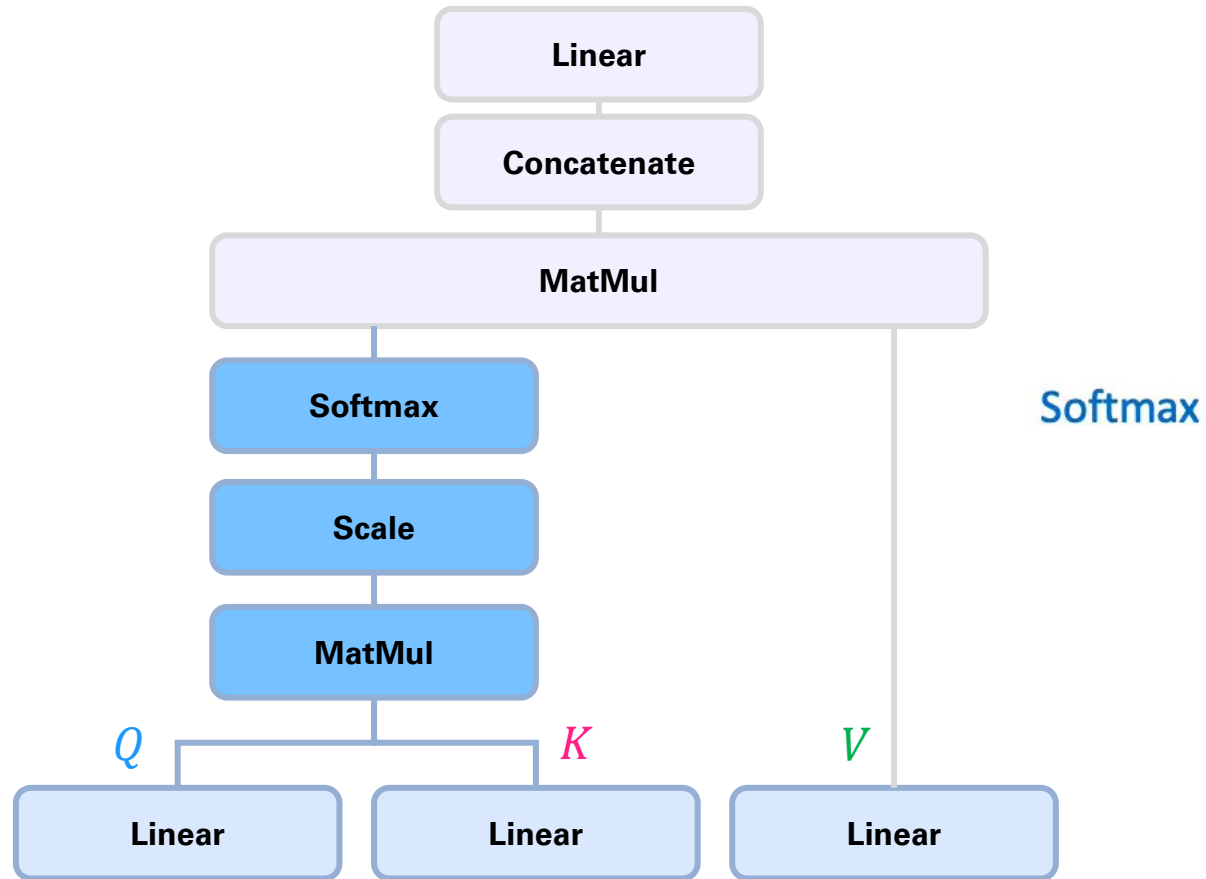 Linear
Concatenate
MatMul
Softmax
Softmax
Scale
MatMul
Q K V
Linear Linear Linear